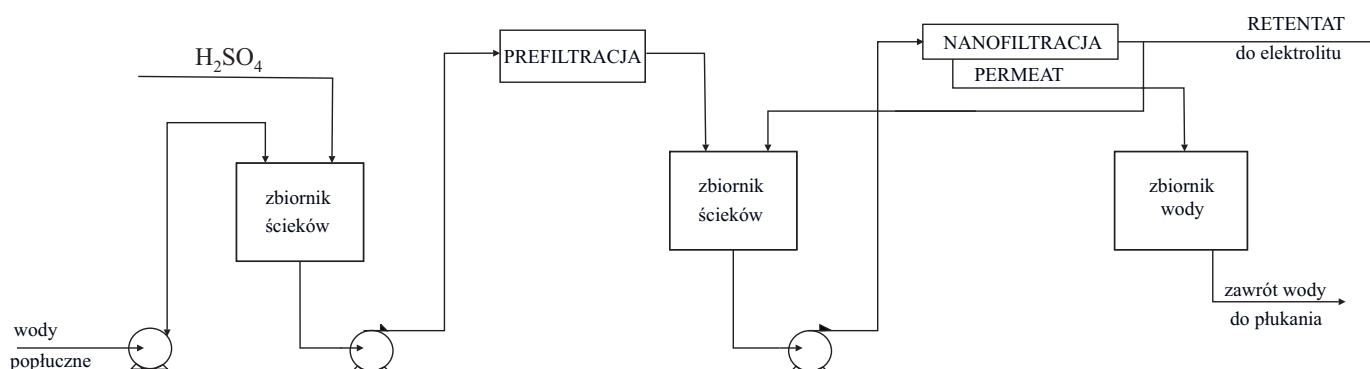 H₂SO₄
PREFILTRACJA
NANOFILTRACJA
RETENTAT
do elektrolitu
PERMEAT
zbiornik
ścieków
zbiornik
ścieków
zbiornik
wody
wody
popłuczne
zawrót wody
do płukania